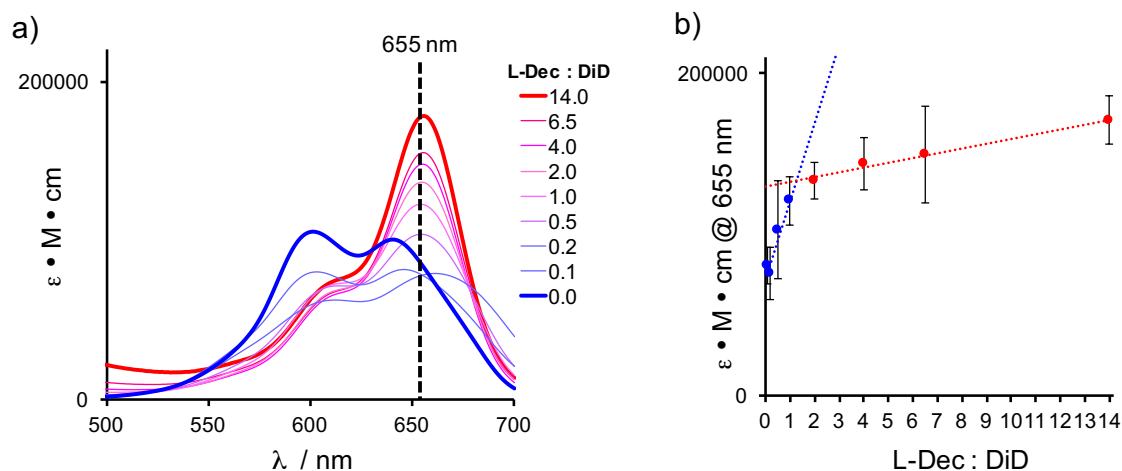 a)
655 nm
200000
0
ε • M • cm
500
550
600
650
700
λ / nm
L-Dec : DiD
14.0
6.5
4.0
2.0
1.0
0.5
0.2
0.1
0.0
b)
200000
0
ε • M • cm @ 655 nm
0 1 2 3 4 5 6 7 8 9 10 11 12 13 14
L-Dec : DiD